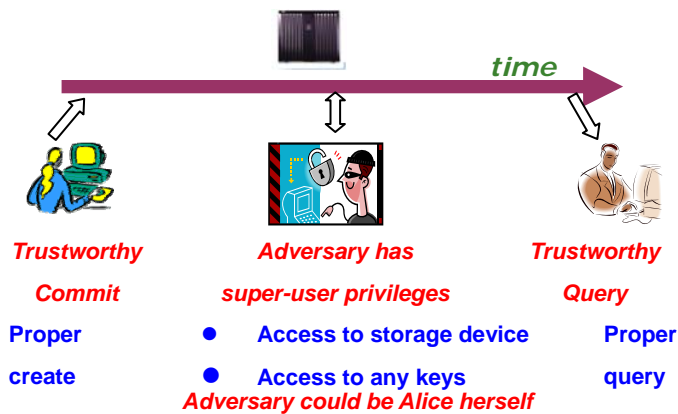 time
Trustworthy Adversary has Trustworthy
Commit super-user privileges Query
Proper ● Access to storage device Proper
create ● Access to any keys query
Adversary could be Alice herself